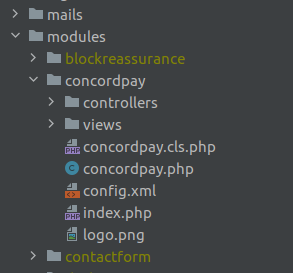 mails
modules
blockreassurance
concordpay
controllers
views
concordpay.cls.php
concordpay.php
config.xml
index.php
logo.png
contactform